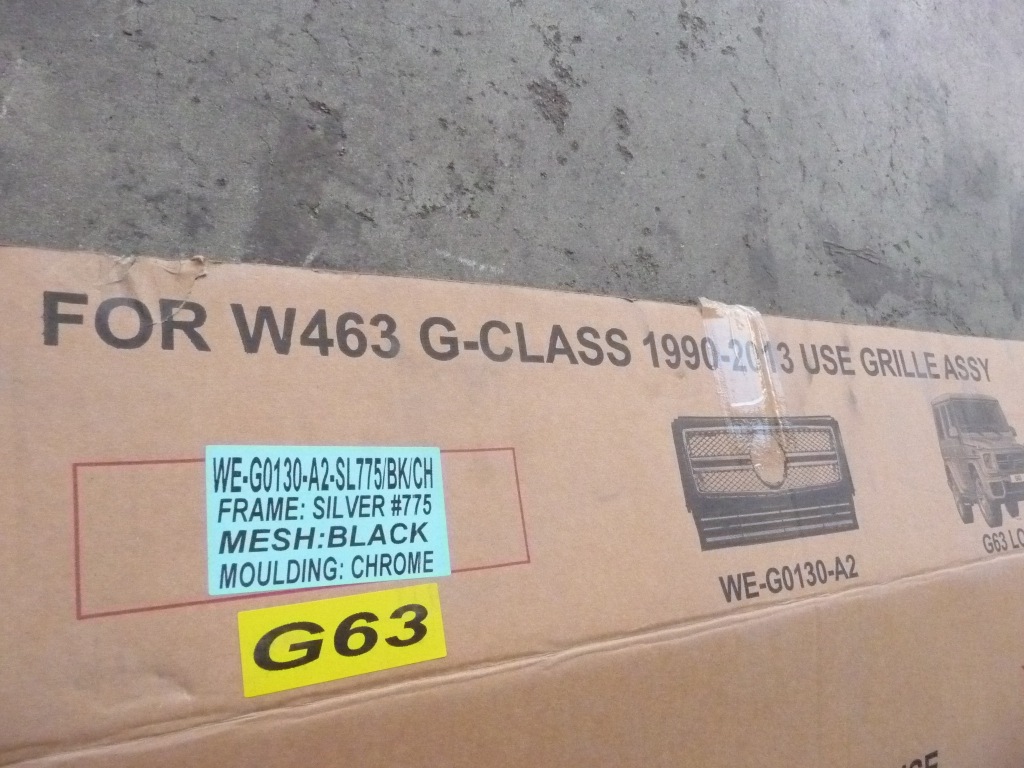 FOR W463 G-CLASS 1990-2013 USE GRILLE ASSY
WE-G0130-A2-SL775/BK/CH
FRAME: SILVER #775
MESH:BLACK
MOULDING: CHROME
G63
WE-G0130-A2
G63